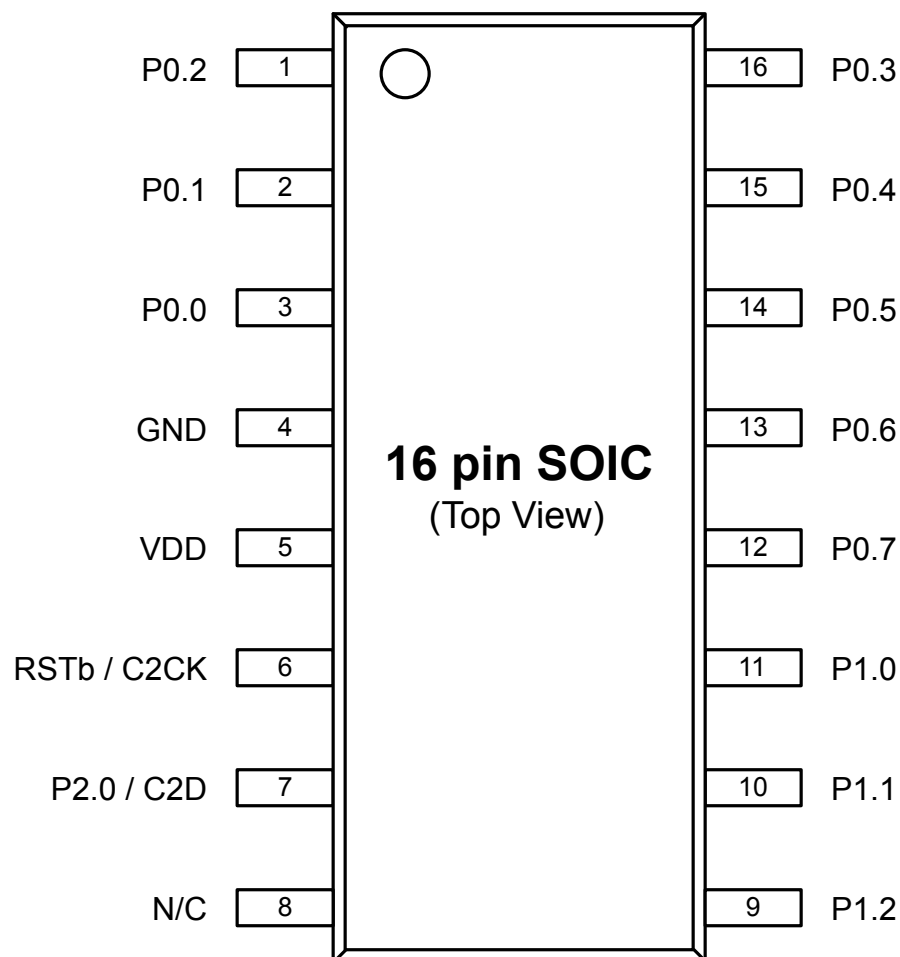 P0.2 1 16 P0.3
P0.1 2 15 P0.4
P0.0 3 14 P0.5
GND 4 13 P0.6
16 pin SOIC
(Top View)
VDD 5 12 P0.7
RSTb / C2CK 6 11 P1.0
P2.0 / C2D 7 10 P1.1
N/C 8 9 P1.2